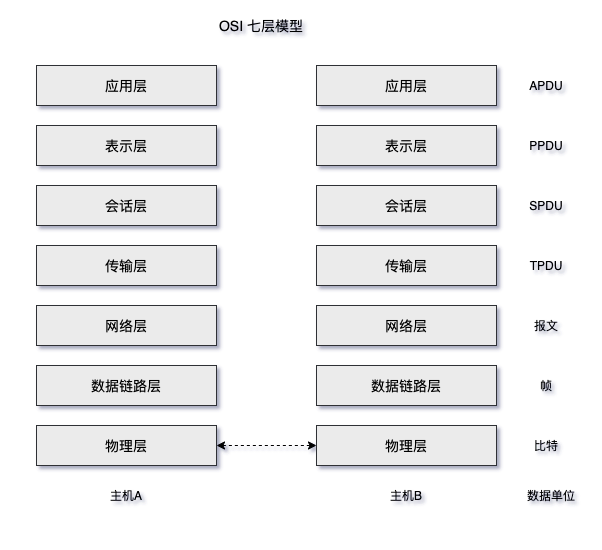 OSI 七层模型
应用层 应用层 APDU
表示层 表示层 PPDU
会话层 会话层 SPDU
传输层 传输层 TPDU
网络层 网络层 报文
数据链路层 数据链路层 帧
物理层 物理层 比特
主机A 主机B 数据单位